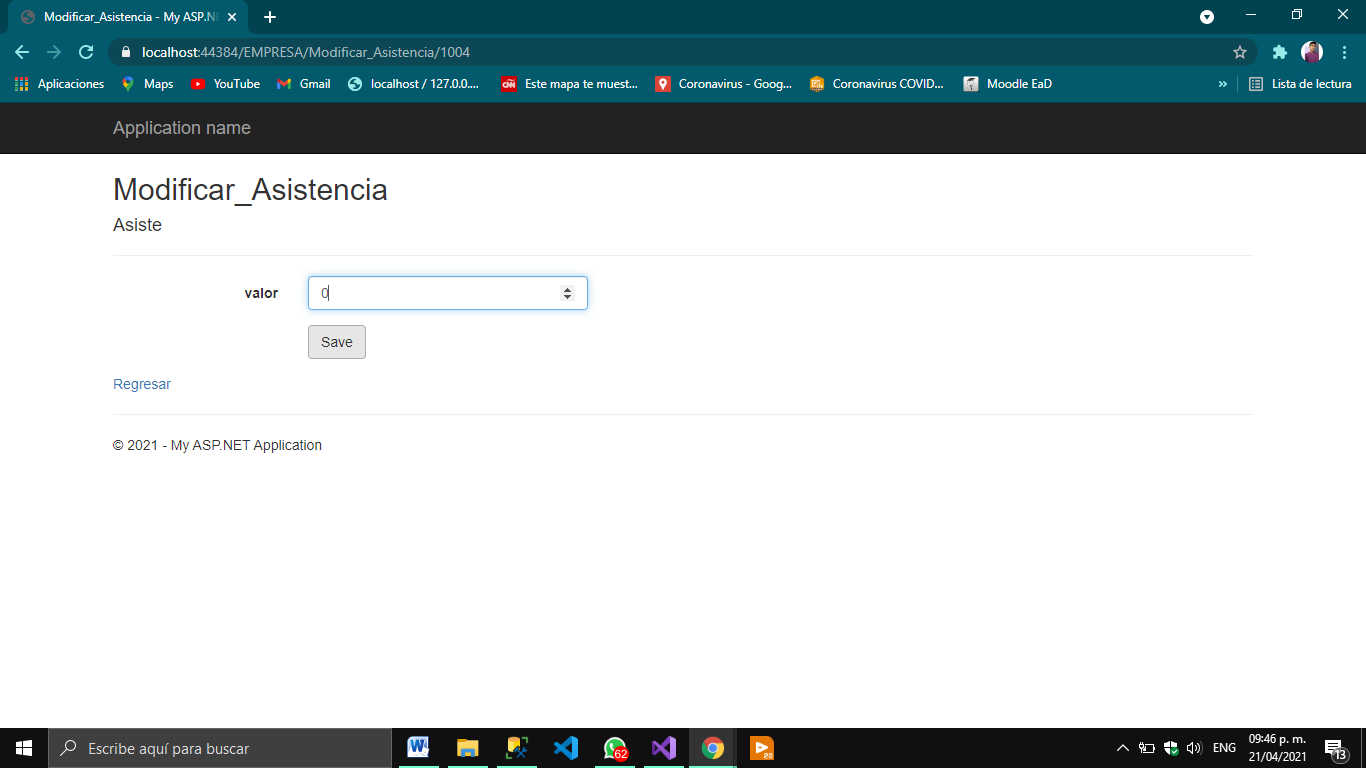 Modificar_Asistencia - My ASP.N
localhost:44384/EMPRESA/Modificar_Asistencia/1004
Aplicaciones Maps YouTube Gmail localhost / 127.0.0.... CNN Este mapa te muest... Coronavirus - Goog... Coronavirus COVID... Moodle EaD » Lista de lectura
Application name
Modificar_Asistencia
Asiste
valor 0
Save
Regresar
© 2021 - My ASP.NET Application
Escribe aquí para buscar
62
ENG
09:46 p. m.
21/04/2021
13